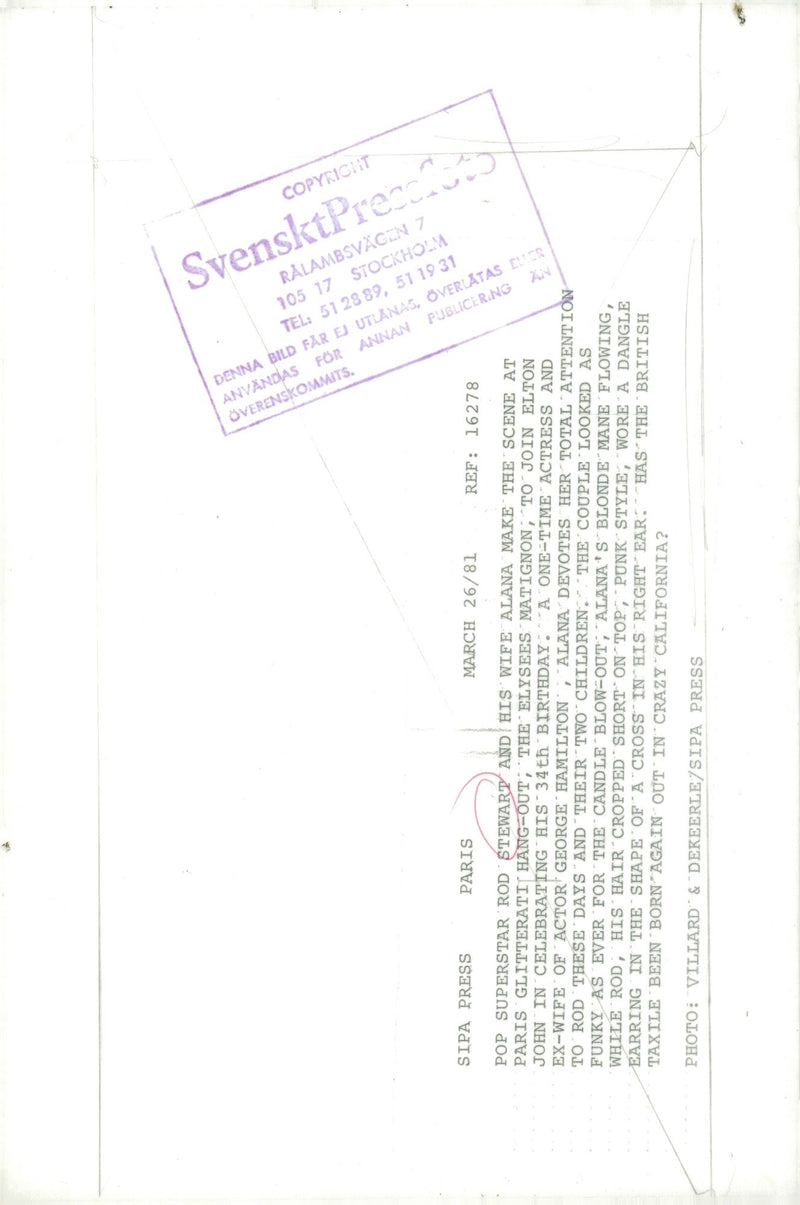 COPYRIGHT
SvensktPressfoto
RÅLAMBSVÄGEN 7
105 17 STOCKHOLM
TEL: 51 28 89, 51 19 31
DENNA BILD FÅR EJ UTLÅNAS, ÖVERLÅTAS ELLER
ANVÄNDAS FÖR ANNAN PUBLICERING ÄN
ÖVERENSKOMMITS.
SIPA PRESS PARIS MARCH 26/81 REF: 16278
POP SUPERSTAR ROD STEWART AND HIS WIFE ALANA MAKE THE SCENE AT
PARIS GLITTERATI HANG-OUT, THE ELYSEES MATIGNON, TO JOIN ELTON
JOHN IN CELEBRATING HIS 34th BIRTHDAY. A ONE-TIME ACTRESS AND
EX-WIFE OF ACTOR GEORGE HAMILTON , ALANA DEVOTES HER TOTAL ATTENTION
TO ROD THESE DAYS AND THEIR TWO CHILDREN. THE COUPLE LOOKED AS
FUNKY AS EVER FOR THE CANDLE BLOW-OUT, ALANA'S BLONDE MANE FLOWING,
WHILE ROD, HIS HAIR CROPPED SHORT ON TOP, PUNK STYLE, WORE A DANGLE
EARRING IN THE SHAPE OF A CROSS IN HIS RIGHT EAR. HAS THE BRITISH
TAXILE BEEN BORN AGAIN OUT IN CRAZY CALIFORNIA?
PHOTO: VILLARD & DEKEERLE/SIPA PRESS